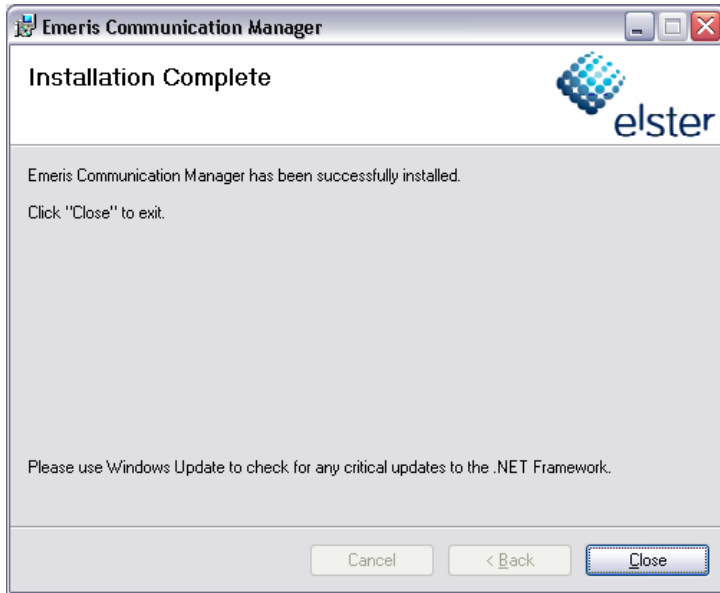 Emeris Communication Manager
Installation Complete
elster
Emeris Communication Manager has been successfully installed.
Click "Close" to exit.
Please use Windows Update to check for any critical updates to the .NET Framework.
Cancel
< Back
Close